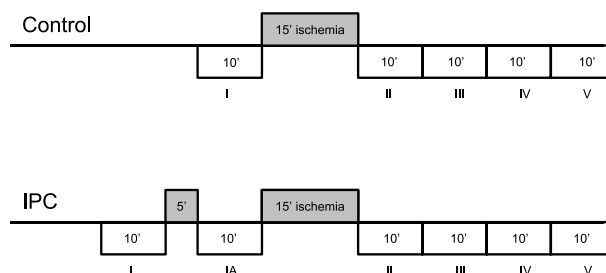 Control
15' ischemia
10' 10' 10' 10' 10'
I II III IV V
IPC
5' 15' ischemia
10' 10' 10' 10' 10' 10'
I IA II III IV V